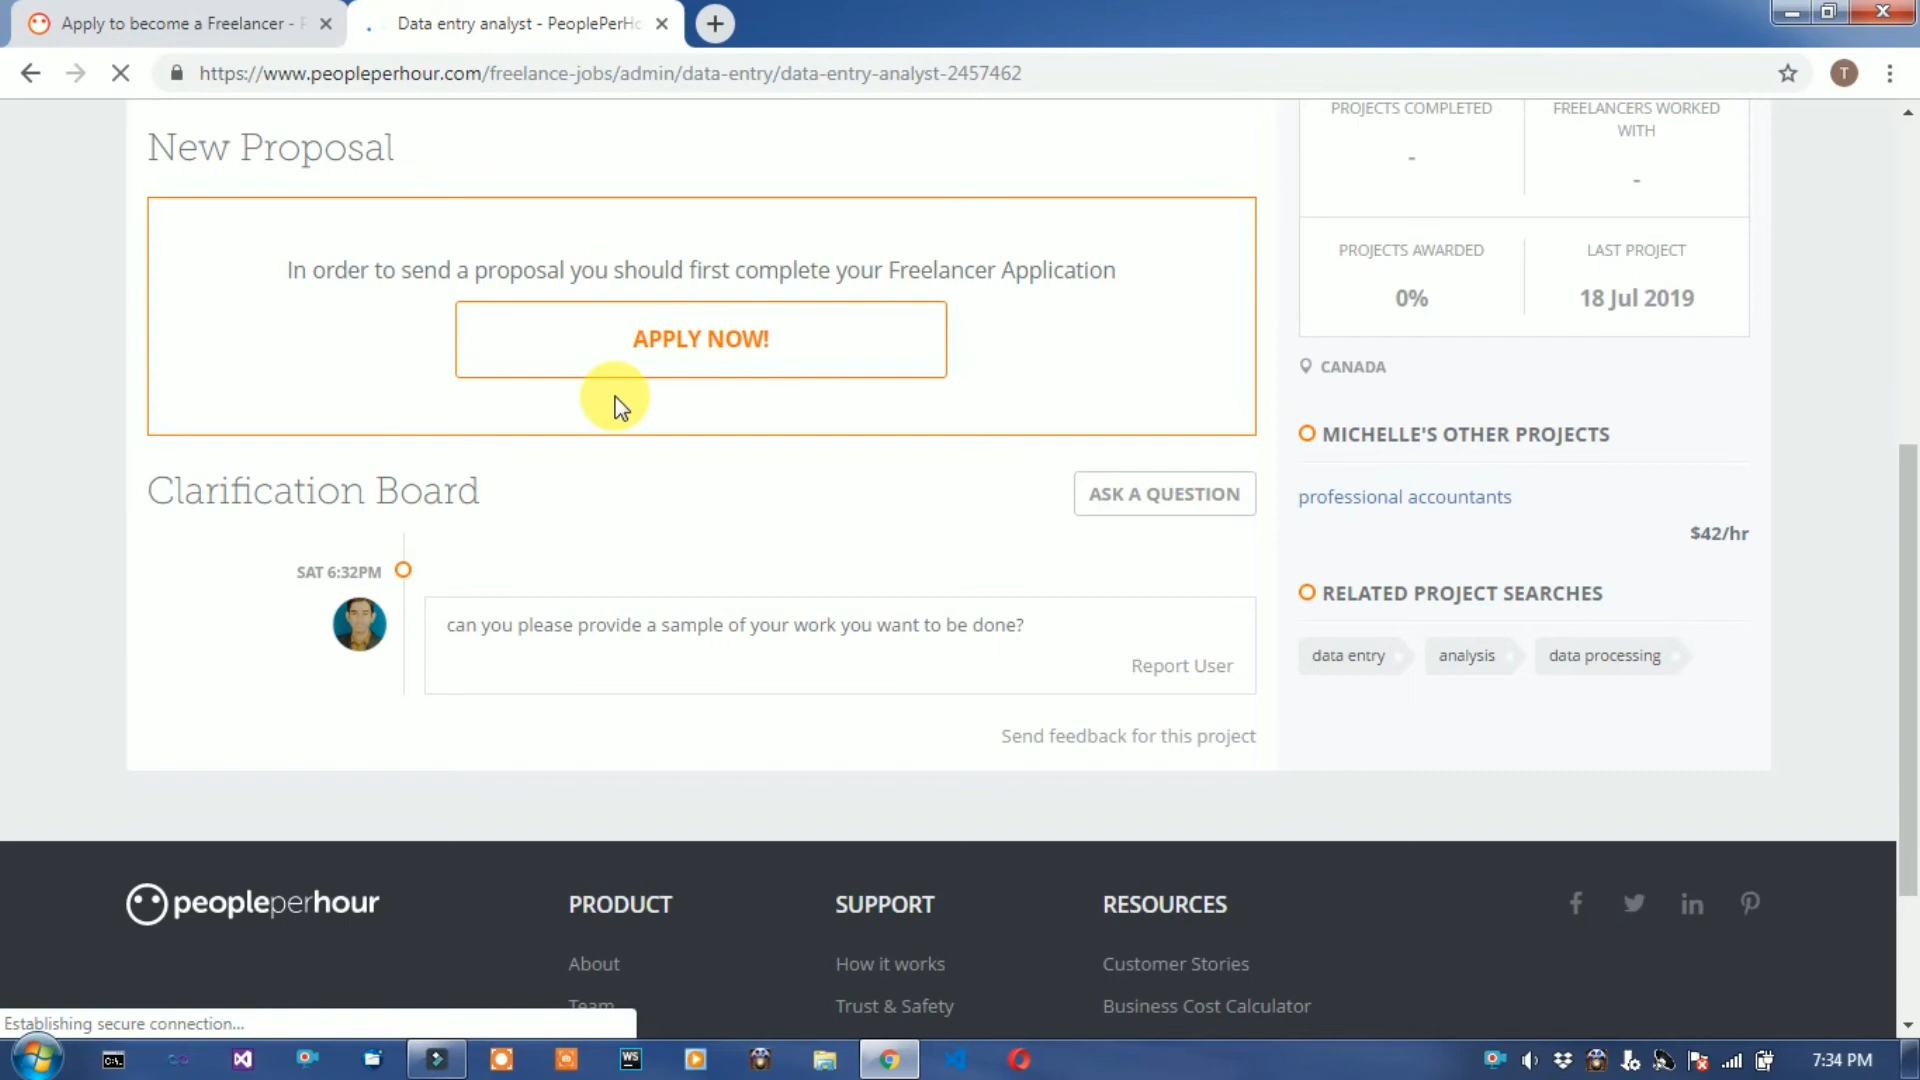 Apply to become a Freelancer -
Data entry analyst - PeoplePerHo
https://www.peopleperhour.com/freelance-jobs/admin/data-entry/data-entry-analyst-2457462
T
New Proposal
In order to send a proposal you should first complete your Freelancer Application
APPLY NOW!
Clarification Board
ASK A QUESTION
SAT 6:32PM
can you please provide a sample of your work you want to be done?
Report User
Send feedback for this project
PROJECTS COMPLETED
-
FREELANCERS WORKED
WITH
-
PROJECTS AWARDED
0%
LAST PROJECT
18 Jul 2019
CANADA
MICHELLE'S OTHER PROJECTS
professional accountants
$42/hr
RELATED PROJECT SEARCHES
data entry
analysis
data processing
peopleperhour
PRODUCT
About
Team
SUPPORT
How it works
Trust & Safety
RESOURCES
Customer Stories
Business Cost Calculator
Establishing secure connection...
C:\.
WS
7:34 PM